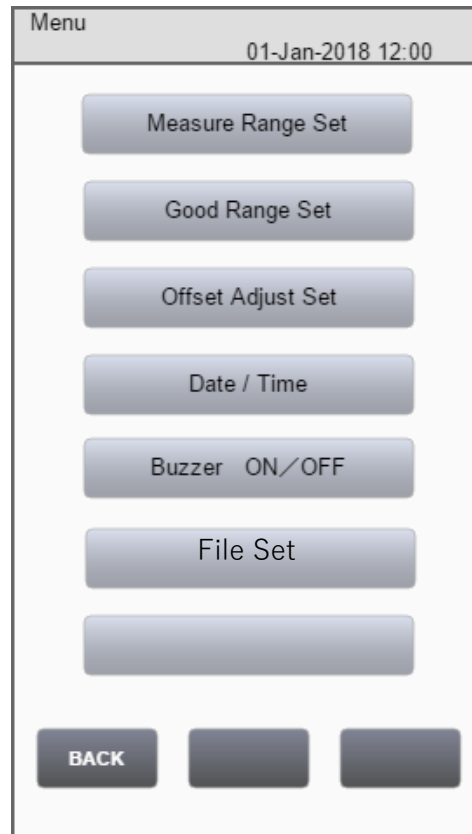 Menu
01-Jan-2018 12:00
Measure Range Set
Good Range Set
Offset Adjust Set
Date / Time
Buzzer　ON／OFF
File Set
BACK